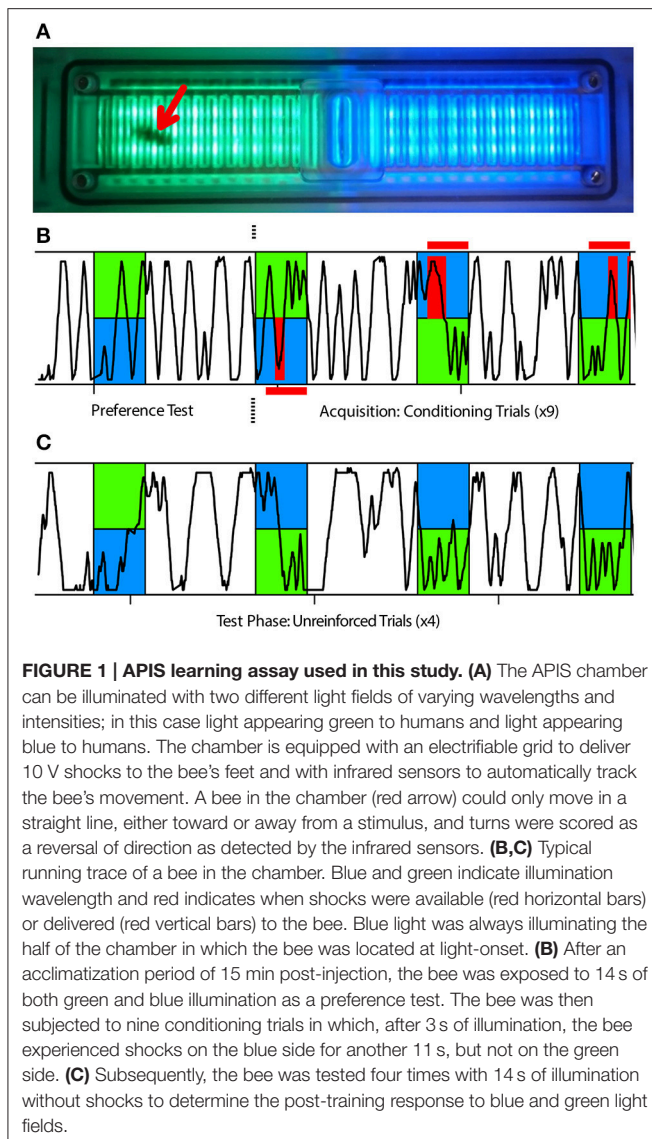 A
B
Preference Test
Acquisition: Conditioning Trials (x9)
C
Test Phase: Unreinforced Trials (x4)
FIGURE 1 | APIS learning assay used in this study. (A) The APIS chamber
can be illuminated with two different light fields of varying wavelengths and
intensities; in this case light appearing green to humans and light appearing
blue to humans. The chamber is equipped with an electrifiable grid to deliver
10 V shocks to the bee's feet and with infrared sensors to automatically track
the bee's movement. A bee in the chamber (red arrow) could only move in a
straight line, either toward or away from a stimulus, and turns were scored as
a reversal of direction as detected by the infrared sensors. (B,C) Typical
running trace of a bee in the chamber. Blue and green indicate illumination
wavelength and red indicates when shocks were available (red horizontal bars)
or delivered (red vertical bars) to the bee. Blue light was always illuminating the
half of the chamber in which the bee was located at light-onset. (B) After an
acclimatization period of 15 min post-injection, the bee was exposed to 14 s of
both green and blue illumination as a preference test. The bee was then
subjected to nine conditioning trials in which, after 3 s of illumination, the bee
experienced shocks on the blue side for another 11 s, but not on the green
side. (C) Subsequently, the bee was tested four times with 14 s of illumination
without shocks to determine the post-training response to blue and green light
fields.